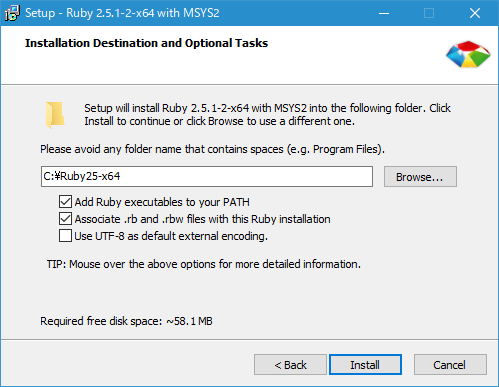 Setup - Ruby 2.5.1-2-x64 with MSYS2
Installation Destination and Optional Tasks
Setup will install Ruby 2.5.1-2-x64 with MSYS2 into the following folder. Click
Install to continue or click Browse to use a different one.
Please avoid any folder name that contains spaces (e.g. Program Files).
C:¥Ruby25-x64
Browse...
Add Ruby executables to your PATH
Associate .rb and .rbw files with this Ruby installation
Use UTF-8 as default external encoding.
TIP: Mouse over the above options for more detailed information.
Required free disk space: ~58.1 MB
< Back
Install
Cancel